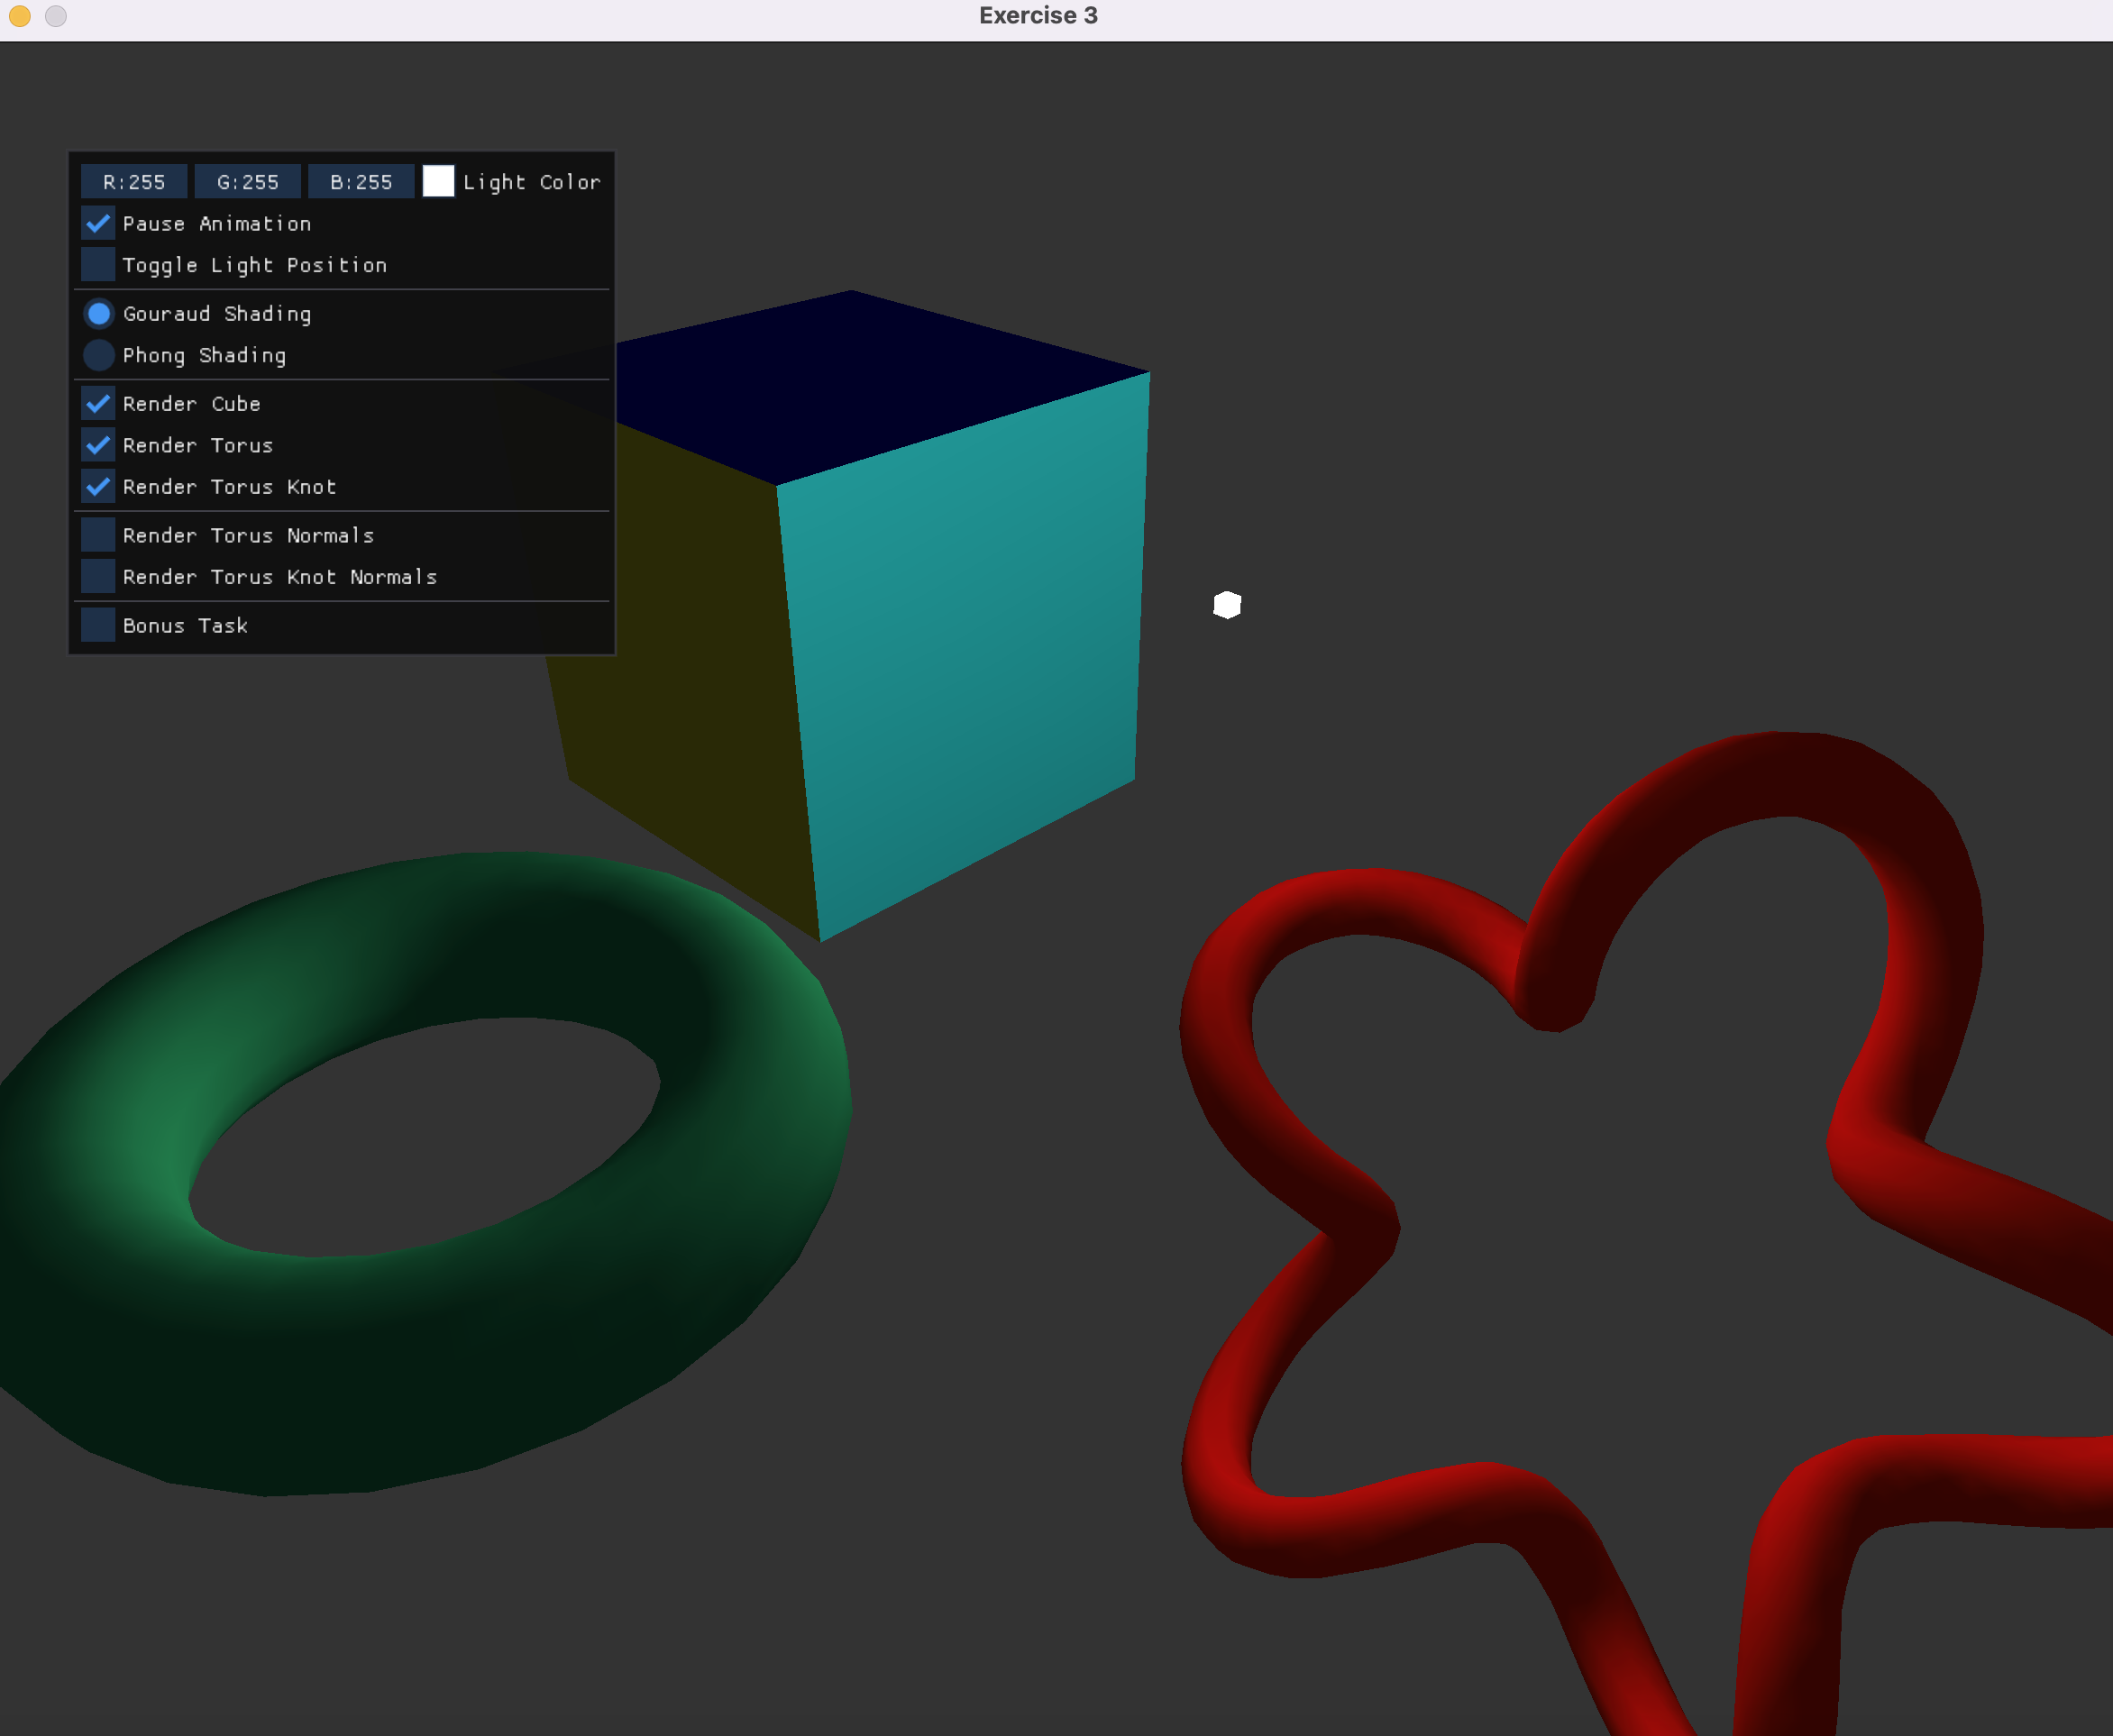 Exercise 3
R:255 G:255 B:255 Light Color
Pause Animation
Toggle Light Position
Gouraud Shading
Phong Shading
Render Cube
Render Torus
Render Torus Knot
Render Torus Normals
Render Torus Knot Normals
Bonus Task